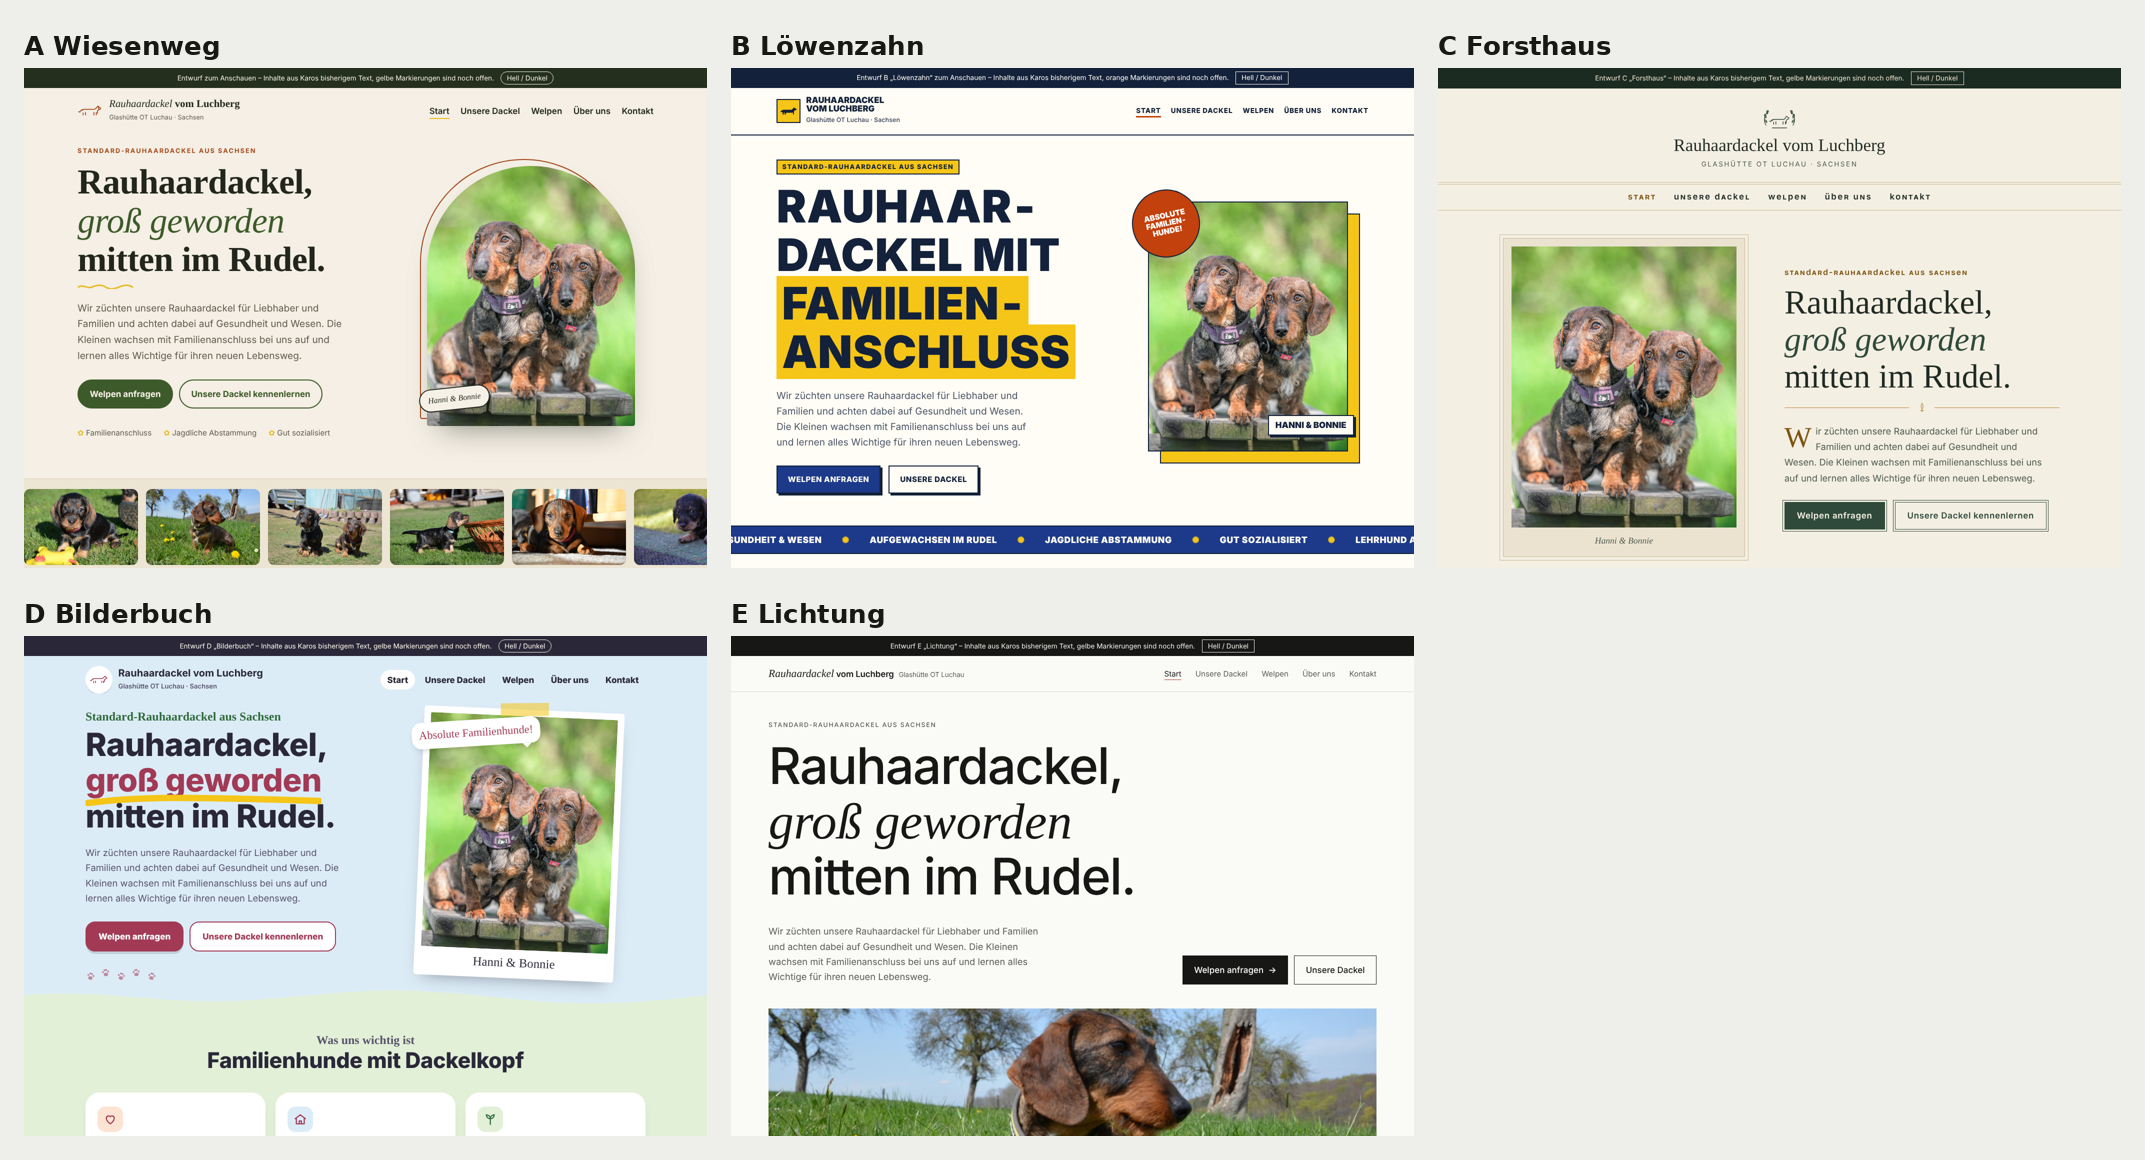 A Wiesenweg
Entwurf zum Anschauen – Inhalte aus Karos bisherigem Text, gelbe Markierungen sind noch offen. Hell / Dunkel
Rauhaardackel vom Luchberg
Glashütte OT Luchau · Sachsen
Start Unsere Dackel Welpen Über uns Kontakt
STANDARD-RAUHAARDACKEL AUS SACHSEN
Rauhaardackel,
groß geworden
mitten im Rudel.
Wir züchten unsere Rauhaardackel für Liebhaber und
Familien und achten dabei auf Gesundheit und Wesen. Die
Kleinen wachsen mit Familienanschluss bei uns auf und
lernen alles Wichtige für ihren neuen Lebensweg.
Welpen anfragen Unsere Dackel kennenlernen
Familienanschluss Jagdliche Abstammung Gut sozialisiert
Hanni & Bonnie
B Löwenzahn
Entwurf B „Löwenzahn“ zum Anschauen – Inhalte aus Karos bisherigem Text, orange Markierungen sind noch offen. Hell / Dunkel
RAUHAARDACKEL
VOM LUCHBERG
Glashütte OT Luchau · Sachsen
START UNSERE DACKEL WELPEN ÜBER UNS KONTAKT
STANDARD-RAUHAARDACKEL AUS SACHSEN
RAUHAAR-
DACKEL MIT
FAMILIEN-
ANSCHLUSS
Wir züchten unsere Rauhaardackel für Liebhaber und
Familien und achten dabei auf Gesundheit und Wesen.
Die Kleinen wachsen mit Familienanschluss bei uns auf
und lernen alles Wichtige für ihren neuen Lebensweg.
WELPEN ANFRAGEN UNSERE DACKEL
ABSOLUTE
FAMILIEN-
HUNDE!
HANNI & BONNIE
SUNDHEIT & WESEN AUFGEWACHSEN IM RUDEL JAGDLICHE ABSTAMMUNG GUT SOZIALISIERT LEHRHUND A
C Forsthaus
Entwurf C „Forsthaus“ zum Anschauen – Inhalte aus Karos bisherigem Text, gelbe Markierungen sind noch offen. Hell / Dunkel
Rauhaardackel vom Luchberg
GLASHÜTTE OT LUCHAU · SACHSEN
START unsere dackel welpen über uns kontakt
STANDARD-RAUHAARDACKEL AUS SACHSEN
Rauhaardackel,
groß geworden
mitten im Rudel.
Wir züchten unsere Rauhaardackel für Liebhaber und
Familien und achten dabei auf Gesundheit und
Wesen. Die Kleinen wachsen mit Familienanschluss bei uns
auf und lernen alles Wichtige für ihren neuen Lebensweg.
Welpen anfragen Unsere Dackel kennenlernen
Hanni & Bonnie
D Bilderbuch
Entwurf D „Bilderbuch“ zum Anschauen – Inhalte aus Karos bisherigem Text, gelbe Markierungen sind noch offen. Hell / Dunkel
Rauhaardackel vom Luchberg
Glashütte OT Luchau · Sachsen
Start Unsere Dackel Welpen Über uns Kontakt
Standard-Rauhaardackel aus Sachsen
Rauhaardackel,
groß geworden
mitten im Rudel.
Wir züchten unsere Rauhaardackel für Liebhaber und
Familien und achten dabei auf Gesundheit und Wesen. Die
Kleinen wachsen mit Familienanschluss bei uns auf und
lernen alles Wichtige für ihren neuen Lebensweg.
Welpen anfragen Unsere Dackel kennenlernen
Absolute Familienhunde!
Hanni & Bonnie
Was uns wichtig ist
Familienhunde mit Dackelkopf
E Lichtung
Entwurf E „Lichtung“ zum Anschauen – Inhalte aus Karos bisherigem Text, gelbe Markierungen sind noch offen. Hell / Dunkel
Rauhaardackel vom Luchberg Glashütte OT Luchau · Sachsen
Start Unsere Dackel Welpen Über uns Kontakt
STANDARD-RAUHAARDACKEL AUS SACHSEN
Rauhaardackel,
groß geworden
mitten im Rudel.
Wir züchten unsere Rauhaardackel für Liebhaber und Familien
und achten dabei auf Gesundheit und Wesen. Die Kleinen
wachsen mit Familienanschluss bei uns auf und lernen alles
Wichtige für ihren neuen Lebensweg.
Welpen anfragen → Unsere Dackel